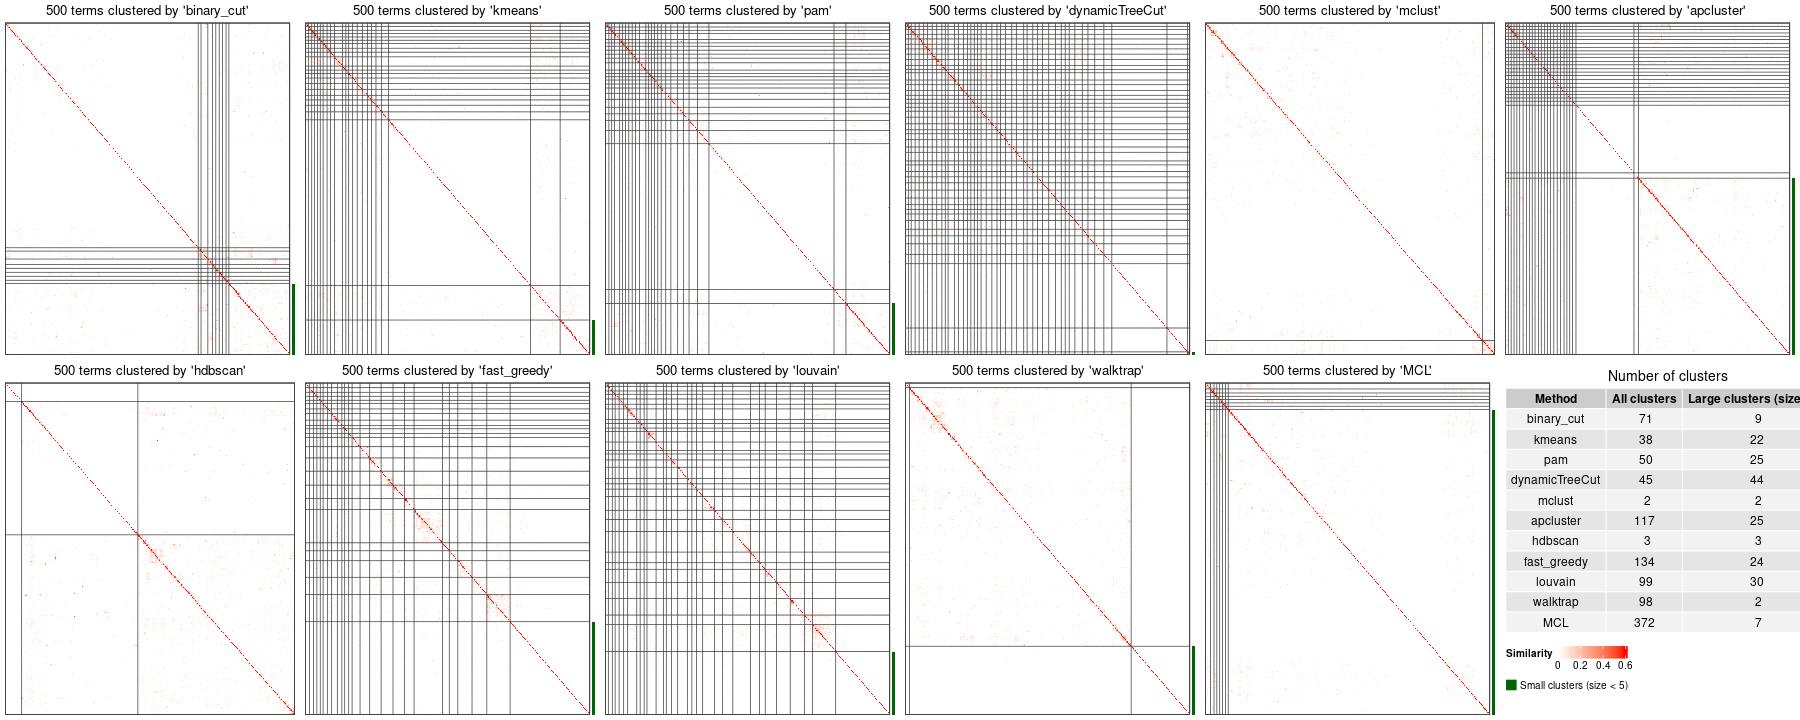 500 terms clustered by 'binary_cut'
500 terms clustered by 'kmeans'
500 terms clustered by 'pam'
500 terms clustered by 'dynamicTreeCut'
500 terms clustered by 'mclust'
500 terms clustered by 'apcluster'
500 terms clustered by 'hdbscan'
500 terms clustered by 'fast_greedy'
500 terms clustered by 'louvain'
500 terms clustered by 'walktrap'
500 terms clustered by 'MCL'
Number of clusters
Method All clusters Large clusters (size
binary_cut 71 9
kmeans 38 22
pam 50 25
dynamicTreeCut 45 44
mclust 2 2
apcluster 117 25
hdbscan 3 3
fast_greedy 134 24
louvain 99 30
walktrap 98 2
MCL 372 7
Similarity
0 0.2 0.4 0.6
Small clusters (size < 5)